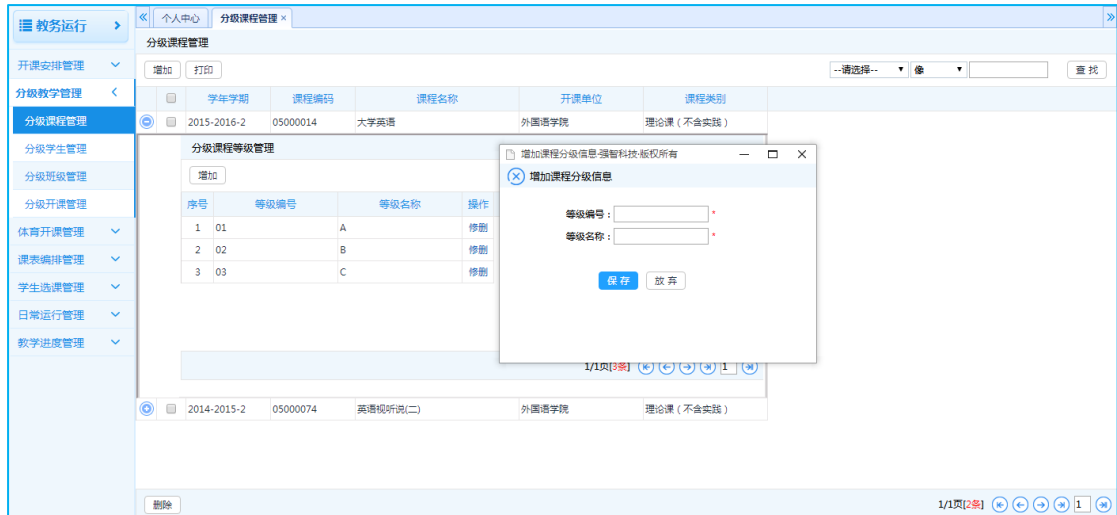 教务运行
个人中心 分级课程管理 ×
分级课程管理
开课安排管理
增加 打印 --请选择-- 像 查 找
分级教学管理
学年学期 课程编码 课程名称 开课单位 课程类别
分级课程管理
2015-2016-2 05000014 大学英语 外国语学院 理论课（不含实践）
分级学生管理
分级班级管理
分级开课管理
体育开课管理
课表编排管理
学生选课管理
日常运行管理
教学进度管理
分级课程等级管理
增加
序号 等级编号 等级名称 操作
1 01 A 修删
2 02 B 修删
3 03 C 修删
增加课程分级信息-强智科技·版权所有
增加课程分级信息
等级编号： *
等级名称： *
保 存 放 弃
1/1页[3条] 1
2014-2015-2 05000074 英语视听说(二) 外国语学院 理论课（不含实践）
删除 1/1页[2条] 1